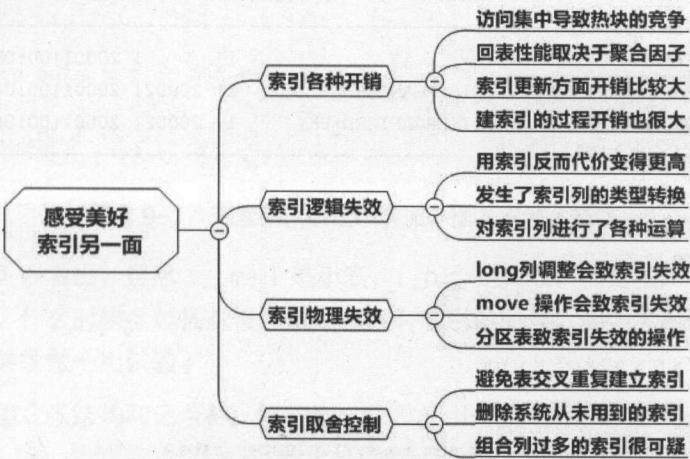 感受美好
索引另一面
索引各种开销
访问集中导致热块的竞争
回表性能取决于聚合因子
索引更新方面开销比较大
建索引的过程开销也很大
索引逻辑失效
用索引反而代价变得更高
发生了索引列的类型转换
对索引列进行了各种运算
索引物理失效
long列调整会致索引失效
move 操作会致索引失效
分区表致索引失效的操作
索引取舍控制
避免表交叉重复建立索引
删除系统从未用到的索引
组合列过多的索引很可疑